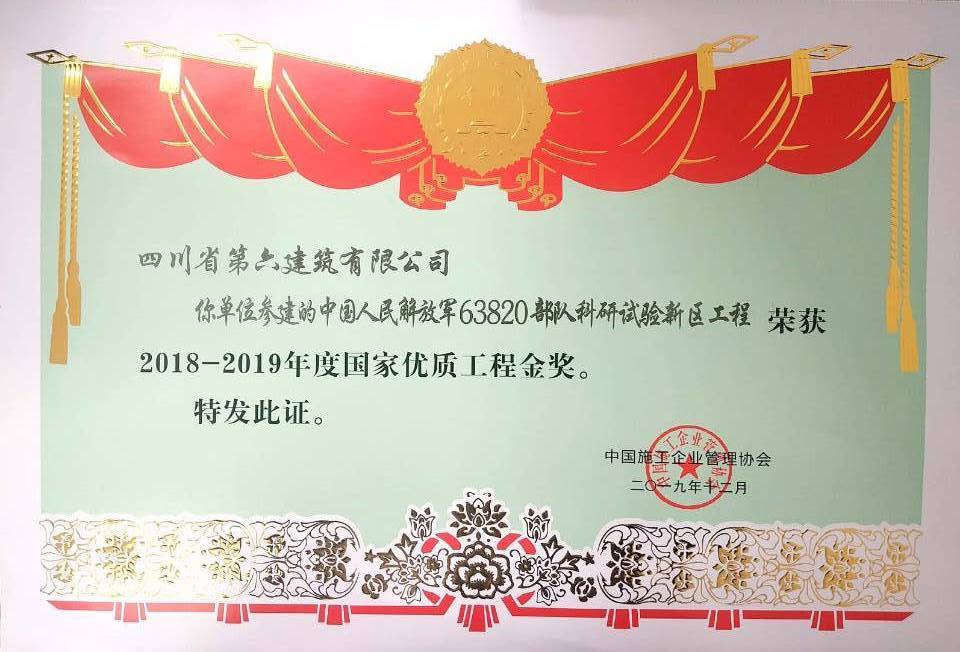 四川省第六建筑有限公司
你单位参建的中国人民解放军63820部队科研试验新区工程 荣获
2018-2019年度国家优质工程金奖。
特发此证。
中国施工企业管理协会
二〇一九年十二月